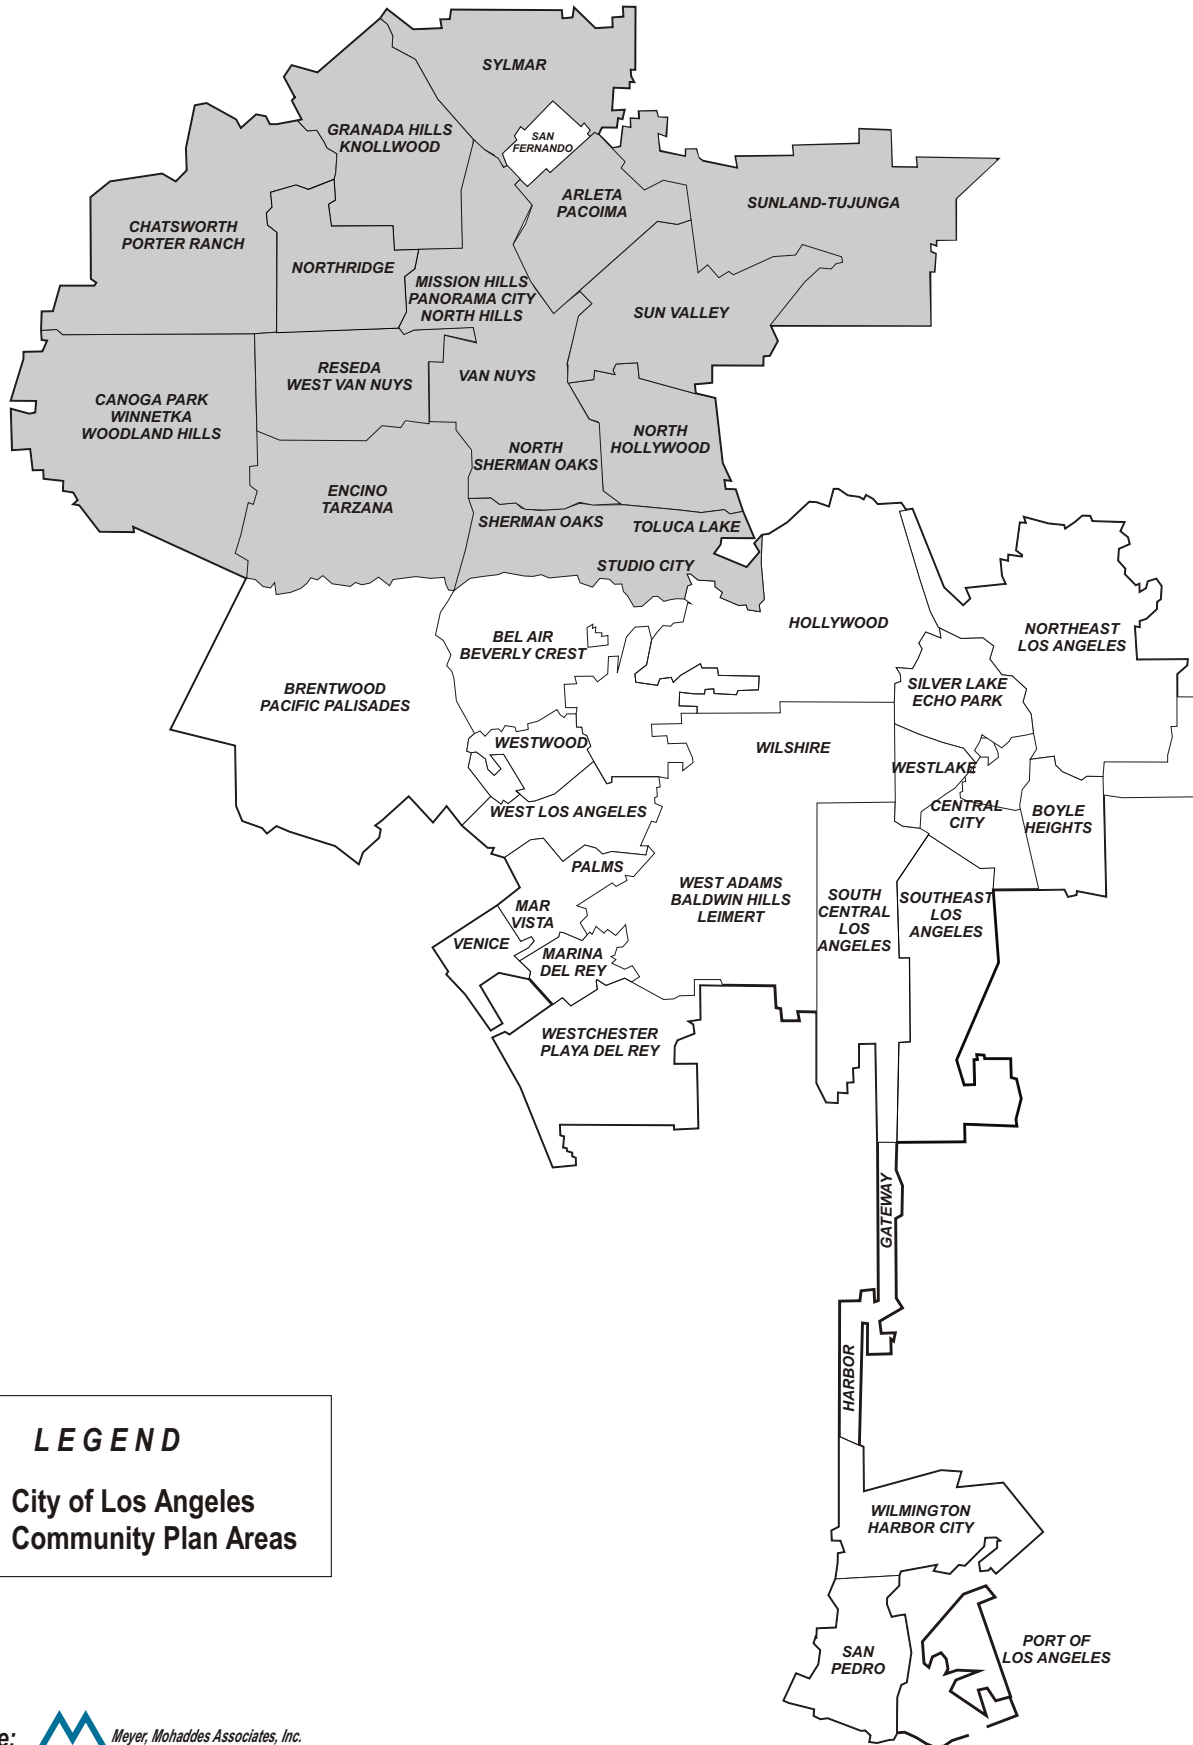 SYLMAR
GRANADA HILLS
KNOLLWOOD
SAN
FERNANDO
ARLETA
PACOIMA
SUNLAND-TUJUNGA
CHATSWORTH
PORTER RANCH
NORTHRIDGE
MISSION HILLS
PANORAMA CITY
NORTH HILLS
SUN VALLEY
RESEDA
WEST VAN NUYS
VAN NUYS
CANOGA PARK
WINNETKA
WOODLAND HILLS
NORTH
SHERMAN OAKS
NORTH
HOLLYWOOD
ENCINO
TARZANA
SHERMAN OAKS
TOLUCA LAKE
STUDIO CITY
HOLLYWOOD
NORTHEAST
LOS ANGELES
BEL AIR
BEVERLY CREST
BRENTWOOD
PACIFIC PALISADES
SILVER LAKE
ECHO PARK
WESTWOOD
WILSHIRE
WESTLAKE
CENTRAL
CITY
BOYLE
HEIGHTS
WEST LOS ANGELES
PALMS
WEST ADAMS
BALDWIN HILLS
LEIMERT
SOUTH
CENTRAL
LOS
ANGELES
SOUTHEAST
LOS
ANGELES
MAR
VISTA
VENICE
MARINA
DEL REY
WESTCHESTER
PLAYA DEL REY
GATEWAY
HARBOR
LEGEND
City of Los Angeles
Community Plan Areas
WILMINGTON
HARBOR CITY
SAN
PEDRO
PORT OF
LOS ANGELES
e:
Meyer, Mohaddes Associates, Inc.